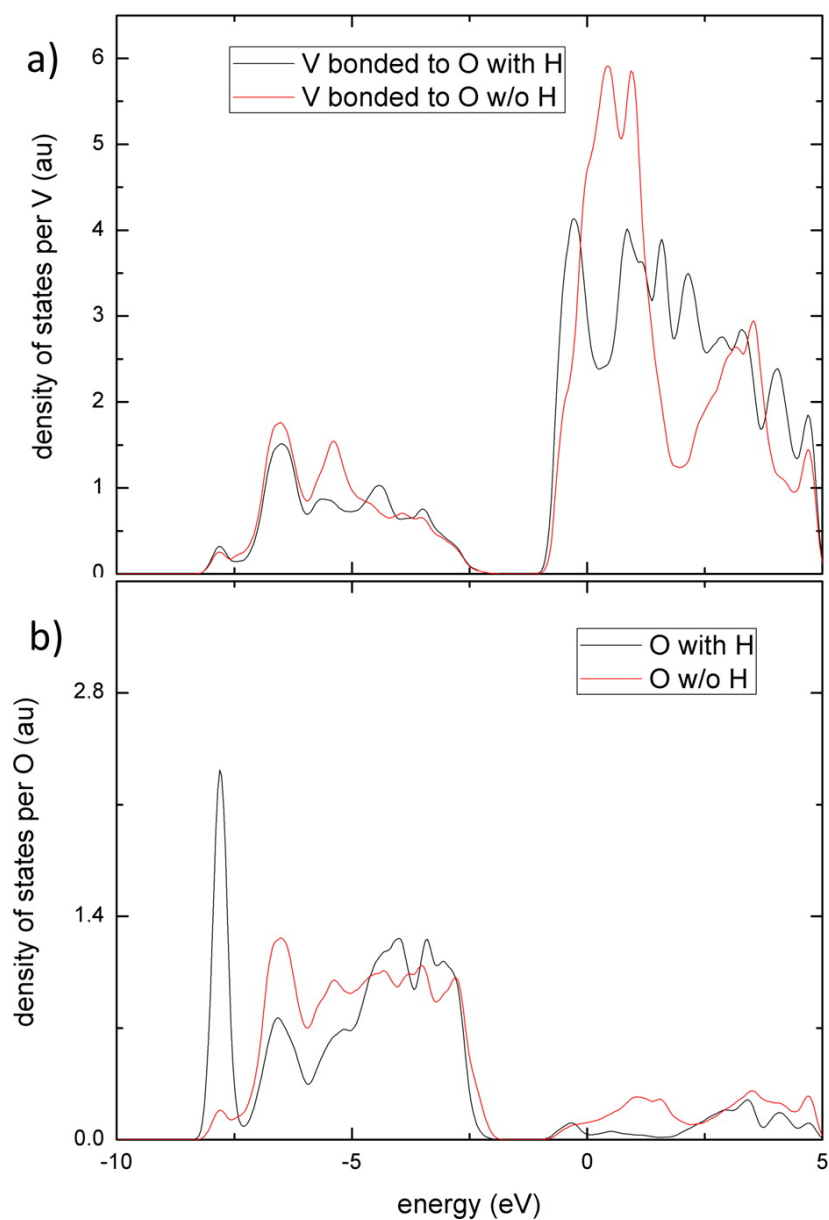 a)
V bonded to O with H
V bonded to O w/o H
density of states per V (au)
6
5
4
3
2
1
0
b)
O with H
O w/o H
density of states per O (au)
2.8
1.4
0.0
-10
-5
0
5
energy (eV)